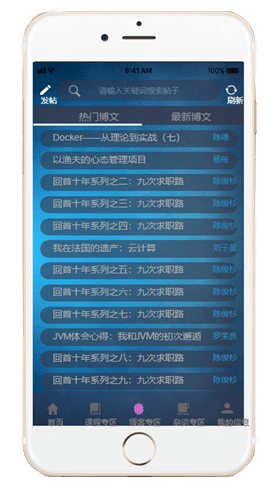 9:41 AM
100%
请输入关键词搜索帖子
发帖
刷新
热门博文
最新博文
Docker——从理论到实战（七）
以渔夫的心态管理项目
杨彪
回首十年系列之二：九次求职路
陈俊杉
回首十年系列之三：九次求职路
陈俊杉
回首十年系列之四：九次求职路
陈俊杉
我在法国的遗产：云计算
回首十年系列之五：九次求职路
陈俊杉
回首十年系列之六：九次求职路
陈俊杉
回首十年系列之七：九次求职路
陈俊杉
JVM体会心得：我和JVM的初次邂逅
罗荣良
回首十年系列之八：九次求职路
陈俊杉
回首十年系列之九：九次求职路
陈俊杉
首页
课程专区
博客专区
杂谈专区
我的信息